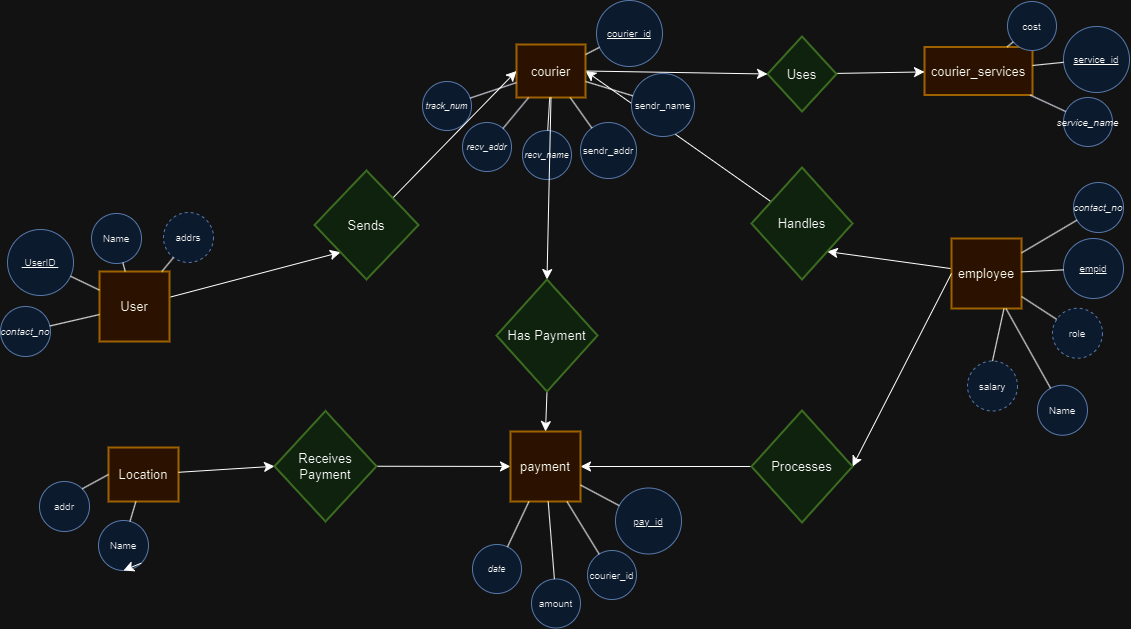 courier_id
cost
courier
Uses
courier_services
service_id
track_num
sendr_name
service_name
recv_addr
recv_name
sendr_addr
contact_no
Sends
Handles
UserID
Name
addrs
employee
empid
User
contact_no
Has Payment
role
salary
Name
Location
Receives
Payment
payment
Processes
addr
Name
pay_id
date
amount
courier_id